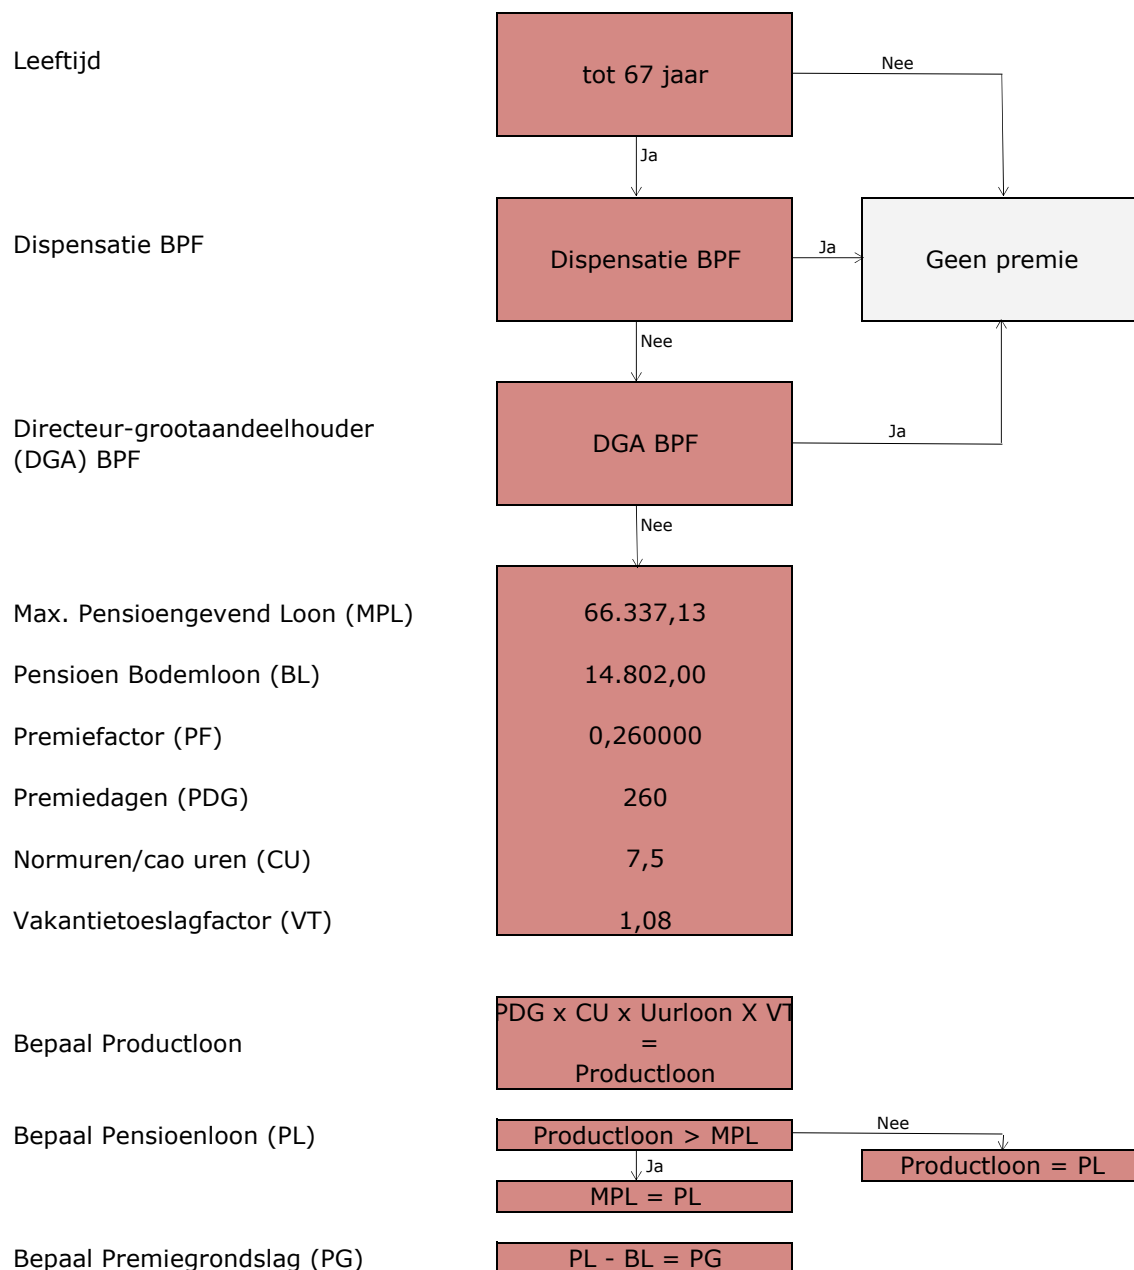 Leeftijd
tot 67 jaar
Nee
Ja
Dispensatie BPF
Dispensatie BPF
Ja
Geen premie
Nee
Directeur-grootaandeelhouder
(DGA) BPF
DGA BPF
Ja
Nee
Max. Pensioengevend Loon (MPL)
66.337,13
Pensioen Bodemloon (BL)
14.802,00
Premiefactor (PF)
0,260000
Premiedagen (PDG)
260
Normuren/cao uren (CU)
7,5
Vakantietoeslagfactor (VT)
1,08
Bepaal Productloon
PDG x CU x Uurloon X VT
=
Productloon
Bepaal Pensioenloon (PL)
Productloon > MPL
Nee
Ja
Productloon = PL
MPL = PL
Bepaal Premiegrondslag (PG)
PL - BL = PG